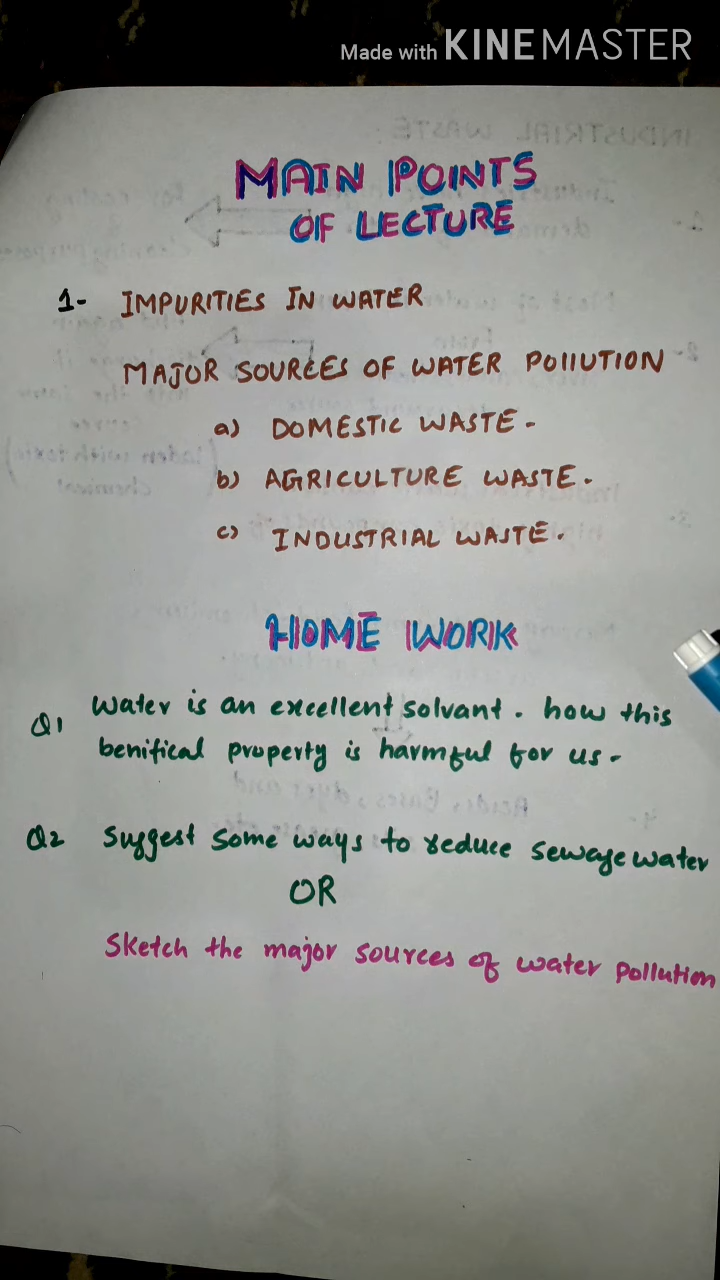 Made with KINEMASTER
MAIN POINTS
OF LECTURE
1- IMPURITIES IN WATER
MAJOR SOURCES OF WATER POllUTION
a) DOMESTIC WASTE.
b) AGRICULTURE WASTE.
c) INDUSTRIAL WASTE.
HOME WORK
Q1 Water is an excellent solvant. how this
benifical property is harmful for us.
Q2 Suggest Some ways to reduce sewage water
OR
Sketch the major sources of water pollution